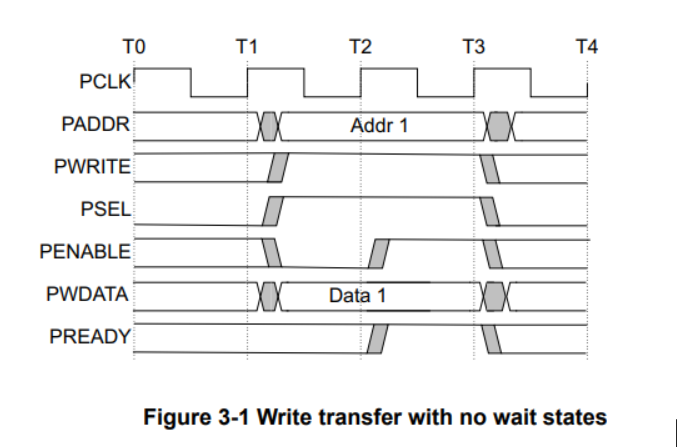 T0 T1 T2 T3 T4
PCLK
PADDR Addr 1
PWRITE
PSEL
PENABLE
PWDATA Data 1
PREADY
Figure 3-1 Write transfer with no wait states